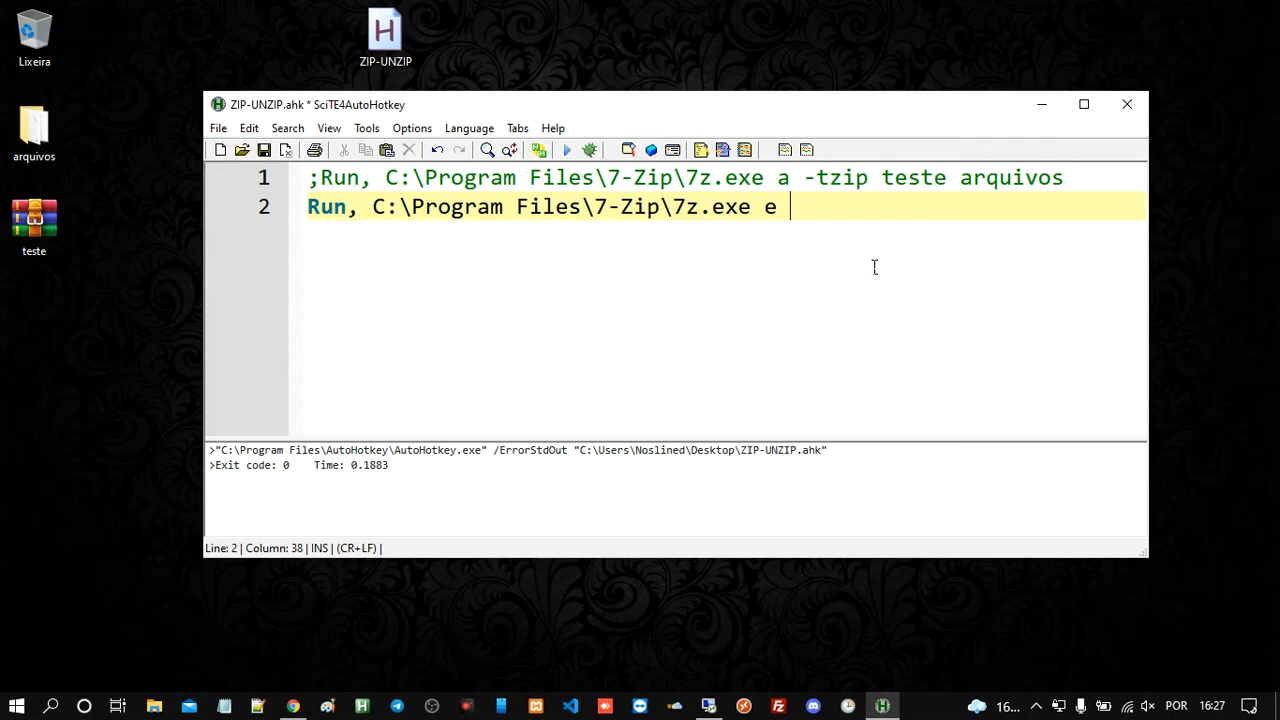 Lixeira
ZIP-UNZIP
arquivos
teste
ZIP-UNZIP.ahk * SciTE4AutoHotkey
File Edit Search View Tools Options Language Tabs Help
1 ;Run, C:\Program Files\7-Zip\7z.exe a -tzip teste arquivos
2 Run, C:\Program Files\7-Zip\7z.exe e
>"C:\Program Files\AutoHotkey\AutoHotkey.exe" /ErrorStdOut "C:\Users\Noslined\Desktop\ZIP-UNZIP.ahk"
>Exit code: 0    Time: 0.1883
Line: 2 | Column: 38 | INS | (CR+LF) |
16... POR 16:27